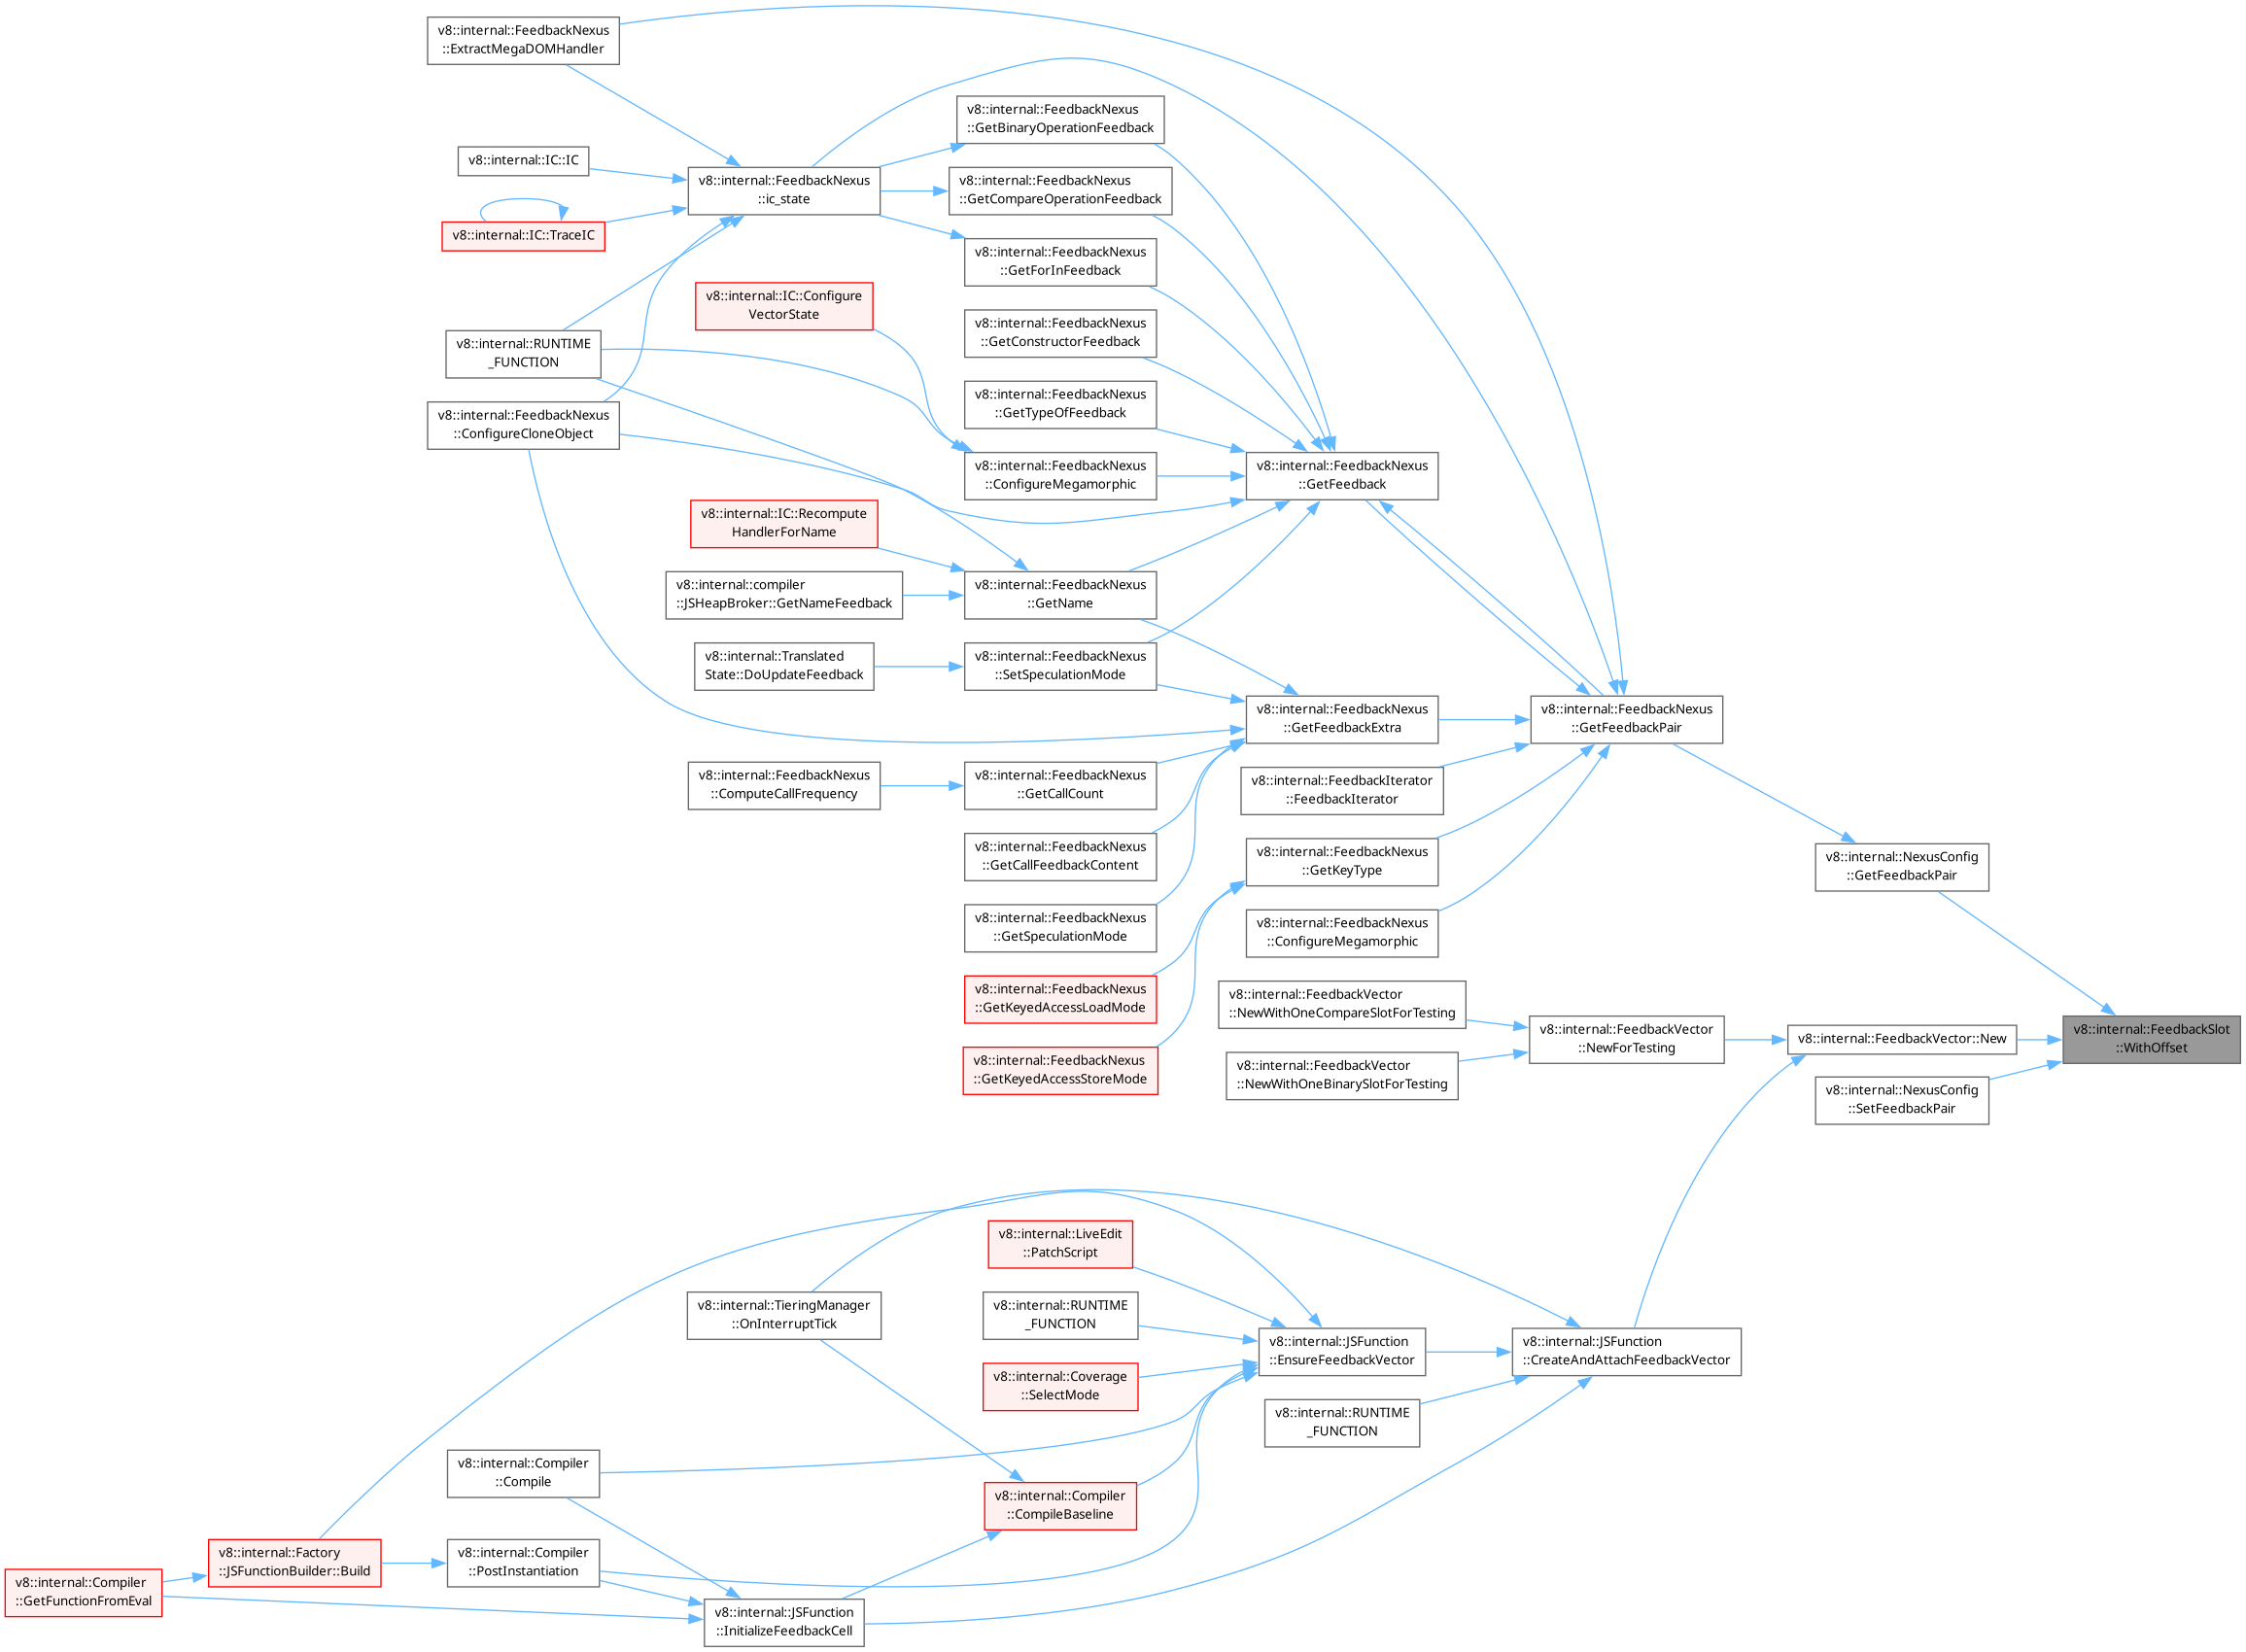 v8::internal::FeedbackNexus
::ExtractMegaDOMHandler
v8::internal::IC::IC
v8::internal::IC::TraceIC
v8::internal::RUNTIME
_FUNCTION
v8::internal::FeedbackNexus
::ConfigureCloneObject
v8::internal::FeedbackNexus
::ic_state
v8::internal::IC::Configure
VectorState
v8::internal::IC::Recompute
HandlerForName
v8::internal::compiler
::JSHeapBroker::GetNameFeedback
v8::internal::Translated
State::DoUpdateFeedback
v8::internal::FeedbackNexus
::ComputeCallFrequency
v8::internal::FeedbackNexus
::GetBinaryOperationFeedback
v8::internal::FeedbackNexus
::GetCompareOperationFeedback
v8::internal::FeedbackNexus
::GetForInFeedback
v8::internal::FeedbackNexus
::GetConstructorFeedback
v8::internal::FeedbackNexus
::GetTypeOfFeedback
v8::internal::FeedbackNexus
::ConfigureMegamorphic
v8::internal::FeedbackNexus
::GetName
v8::internal::FeedbackNexus
::SetSpeculationMode
v8::internal::FeedbackNexus
::GetCallCount
v8::internal::FeedbackNexus
::GetCallFeedbackContent
v8::internal::FeedbackNexus
::GetSpeculationMode
v8::internal::FeedbackNexus
::GetKeyedAccessLoadMode
v8::internal::FeedbackNexus
::GetKeyedAccessStoreMode
v8::internal::FeedbackNexus
::GetFeedback
v8::internal::FeedbackNexus
::GetFeedbackExtra
v8::internal::FeedbackIterator
::FeedbackIterator
v8::internal::FeedbackNexus
::GetKeyType
v8::internal::FeedbackNexus
::ConfigureMegamorphic
v8::internal::FeedbackVector
::NewWithOneCompareSlotForTesting
v8::internal::FeedbackVector
::NewWithOneBinarySlotForTesting
v8::internal::FeedbackNexus
::GetFeedbackPair
v8::internal::FeedbackVector
::NewForTesting
v8::internal::NexusConfig
::GetFeedbackPair
v8::internal::FeedbackVector::New
v8::internal::NexusConfig
::SetFeedbackPair
v8::internal::FeedbackSlot
::WithOffset
v8::internal::TieringManager
::OnInterruptTick
v8::internal::LiveEdit
::PatchScript
v8::internal::RUNTIME
_FUNCTION
v8::internal::Coverage
::SelectMode
v8::internal::JSFunction
::EnsureFeedbackVector
v8::internal::RUNTIME
_FUNCTION
v8::internal::JSFunction
::CreateAndAttachFeedbackVector
v8::internal::Compiler
::Compile
v8::internal::Compiler
::CompileBaseline
v8::internal::Compiler
::GetFunctionFromEval
v8::internal::Factory
::JSFunctionBuilder::Build
v8::internal::Compiler
::PostInstantiation
v8::internal::JSFunction
::InitializeFeedbackCell